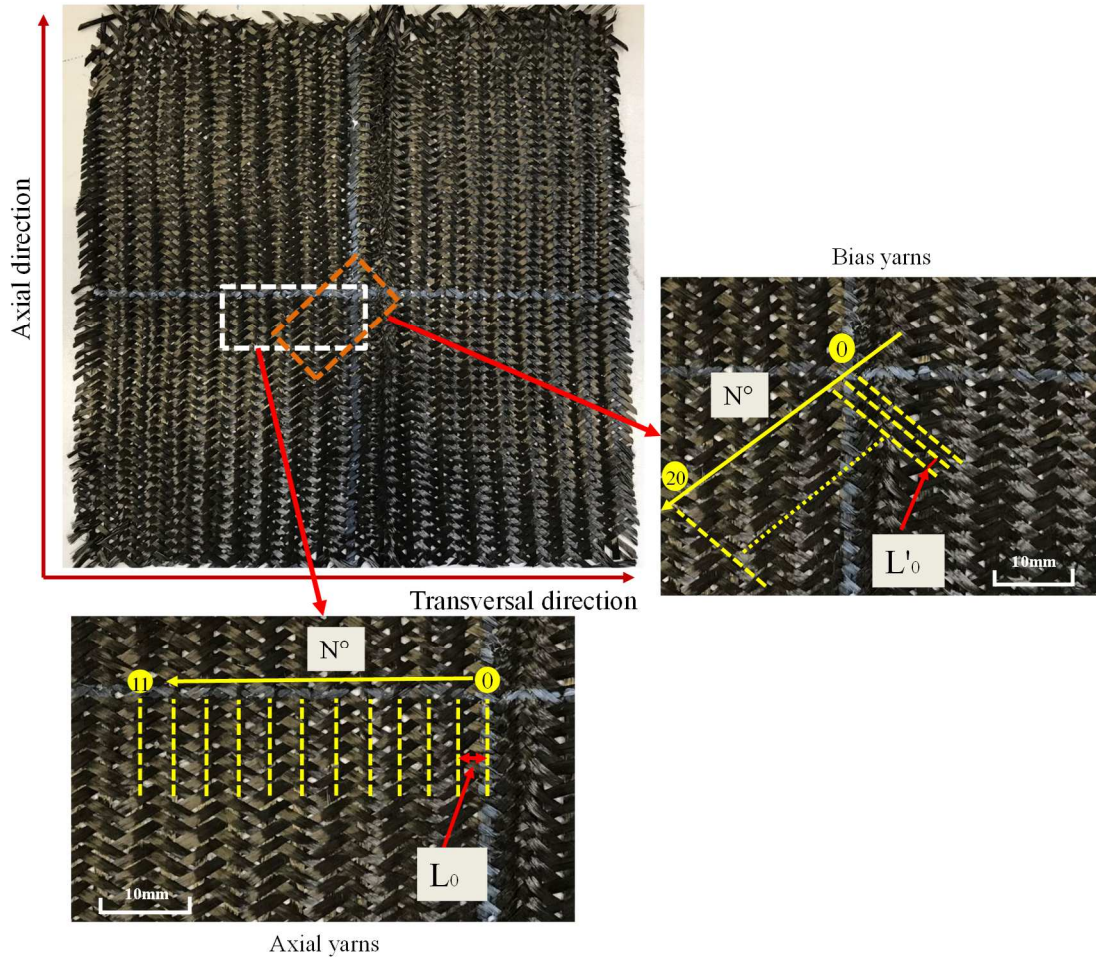 Axial direction
Transversal direction
Bias yarns
0
N°
20
L'0
10mm
N°
11
0
L0
10mm
Axial yarns